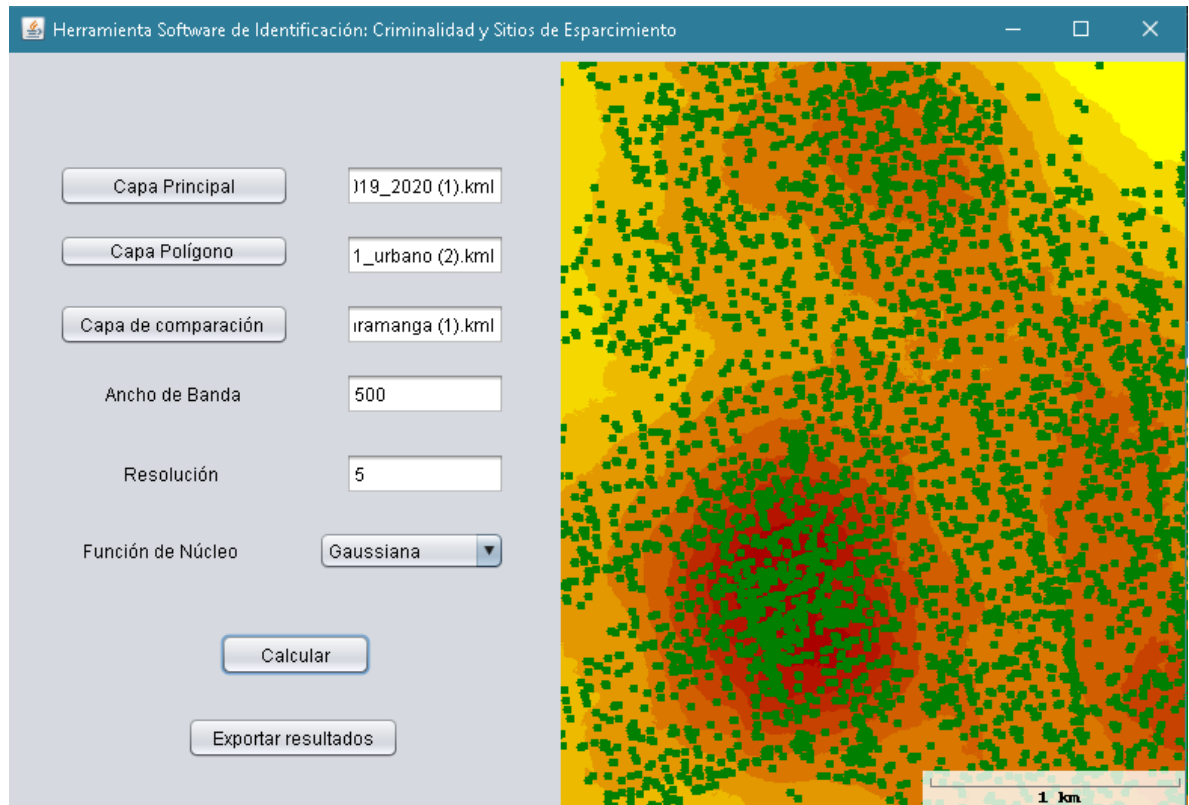 Herramienta Software de Identificación: Criminalidad y Sitios de Esparcimiento
Capa Principal
)19_2020 (1).kml
Capa Polígono
1_urbano (2).kml
Capa de comparación
ıramanga (1).kml
Ancho de Banda
500
Resolución
5
Función de Núcleo
Gaussiana
Calcular
Exportar resultados
1 km